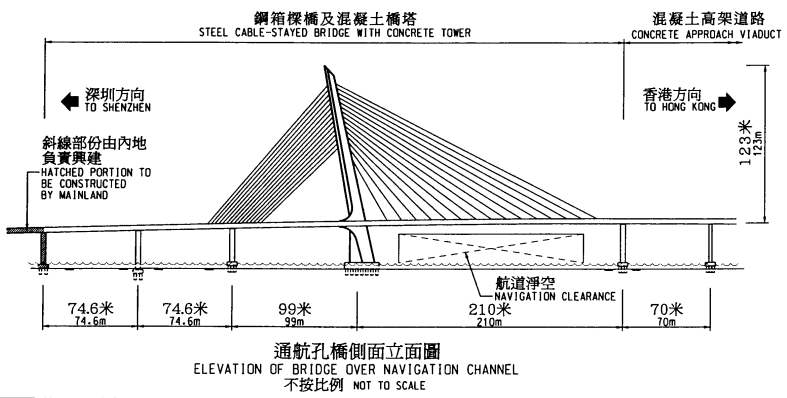 鋼箱樑橋及混凝土橋塔
STEEL CABLE-STAYED BRIDGE WITH CONCRETE TOWER
混凝土高架道路
CONCRETE APPROACH VIADUCT
深圳方向
TO SHENZHEN
香港方向
TO HONG KONG
123米
123m
斜線部份由內地
負責興建
HATCHED PORTION TO
BE CONSTRUCTED
BY MAINLAND
航道淨空
NAVIGATION CLEARANCE
74.6米
74.6m
74.6米
74.6m
99米
99m
210米
210m
70米
70m
通航孔橋側面立面圖
ELEVATION OF BRIDGE OVER NAVIGATION CHANNEL
不按比例 NOT TO SCALE